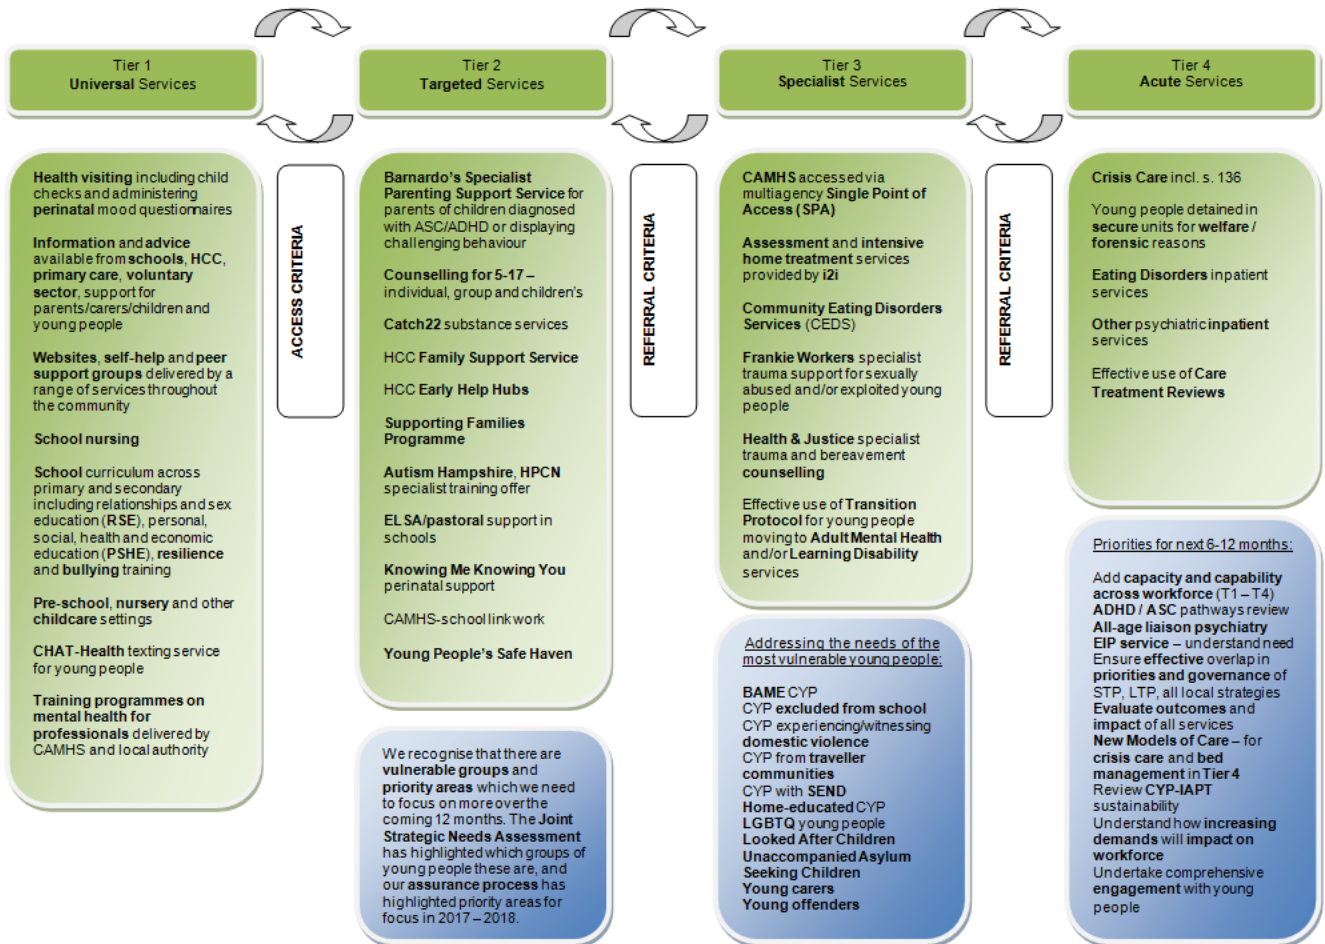 Tier 1
Universal Services
Tier 2
Targeted Services
Tier 3
Specialist Services
Tier 4
Acute Services
Health visiting including child
checks and administering
perinatal mood questionnaires
Information and advice
available from schools, HCC,
primary care, voluntary
sector, support for
parents/carers/children and
young people
Websites, self-help and peer
support groups delivered by a
range of services throughout
the community
School nursing
School curriculum across
primary and secondary
including relationships and sex
education (RSE), personal,
social, health and economic
education (PSHE), resilience
and bullying training
Pre-school, nursery and other
childcare settings
CHAT-Health texting service
for young people
Training programmes on
mental health for
professionals delivered by
CAMHS and local authority
ACCESS CRITERIA
Barnardo's Specialist
Parenting Support Service for
parents of children diagnosed
with ASC/ADHD or displaying
challenging behaviour
Counselling for 5-17 –
individual, group and children's
Catch22 substance services
HCC Family Support Service
HCC Early Help Hubs
Supporting Families
Programme
Autism Hampshire, HPCN
specialist training offer
ELSA/pastoral support in
schools
Knowing Me Knowing You
perinatal support
CAMHS-school link work
Young People's Safe Haven
We recognise that there are
vulnerable groups and
priority areas which we need
to focus on more over the
coming 12 months. The Joint
Strategic Needs Assessment
has highlighted which groups of
young people these are, and
our assurance process has
highlighted priority areas for
focus in 2017 – 2018.
REFERRAL CRITERIA
CAMHS accessed via
multiagency Single Point of
Access (SPA)
Assessment and intensive
home treatment services
provided by i2i
Community Eating Disorders
Services (CEDS)
Frankie Workers specialist
trauma support for sexually
abused and/or exploited young
people
Health & Justice specialist
trauma and bereavement
counselling
Effective use of Transition
Protocol for young people
moving to Adult Mental Health
and/or Learning Disability
services
Addressing the needs of the
most vulnerable young people:
BAME CYP
CYP excluded from school
CYP experiencing/witnessing
domestic violence
CYP from traveller
communities
CYP with SEND
Home-educated CYP
LGBTQ young people
Looked After Children
Unaccompanied Asylum
Seeking Children
Young carers
Young offenders
REFERRAL CRITERIA
Crisis Care incl. s. 136
Young people detained in
secure units for welfare /
forensic reasons
Eating Disorders inpatient
services
Other psychiatric inpatient
services
Effective use of Care
Treatment Reviews
Priorities for next 6-12 months:
Add capacity and capability
across workforce (T1 – T4)
ADHD / ASC pathways review
All-age liaison psychiatry
EIP service – understand need
Ensure effective overlap in
priorities and governance of
STP, LTP, all local strategies
Evaluate outcomes and
impact of all services
New Models of Care – for
crisis care and bed
management in Tier 4
Review CYP-IAPT
sustainability
Understand how increasing
demands will impact on
workforce
Undertake comprehensive
engagement with young
people